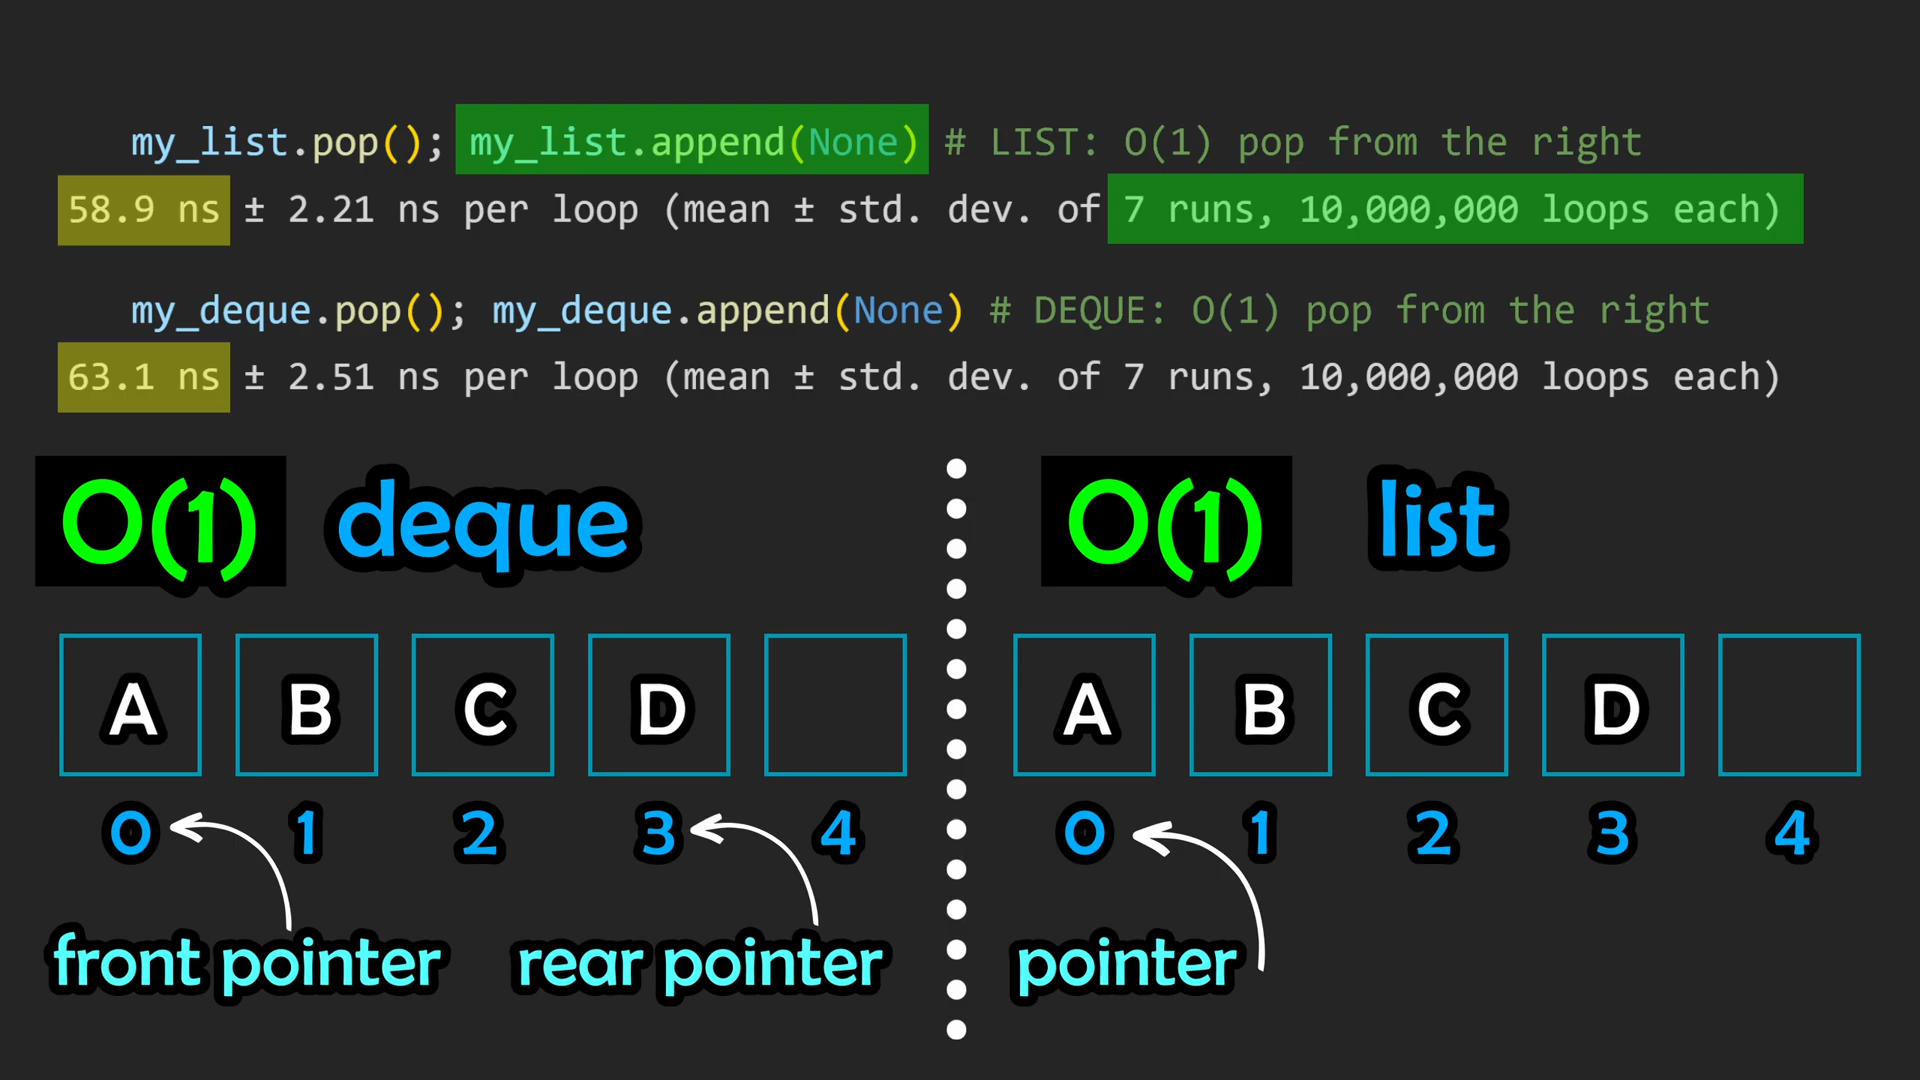 my_list.pop(); my_list.append(None) # LIST: O(1) pop from the right
58.9 ns ± 2.21 ns per loop (mean ± std. dev. of 7 runs, 10,000,000 loops each)
my_deque.pop(); my_deque.append(None) # DEQUE: O(1) pop from the right
63.1 ns ± 2.51 ns per loop (mean ± std. dev. of 7 runs, 10,000,000 loops each)
O(1) deque
A B C D
0 1 2 3 4
front pointer rear pointer
O(1) list
A B C D
0 1 2 3 4
pointer